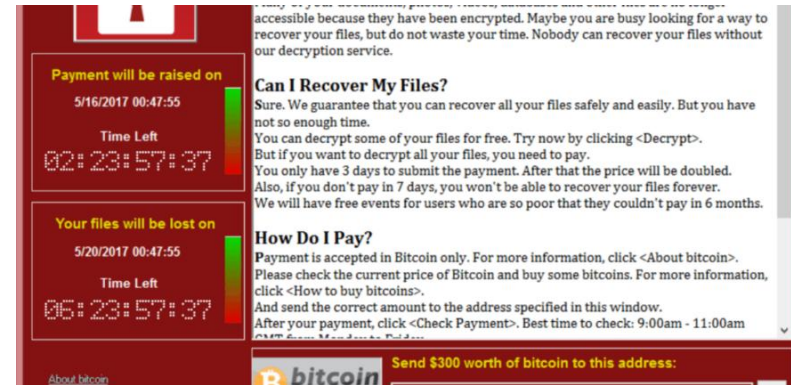 Payment will be raised on
5/16/2017 00:47:55
Time Left
02:23:57:37
Your files will be lost on
5/20/2017 00:47:55
Time Left
06:23:57:37
About bitcoin
accessible because they have been encrypted. Maybe you are busy looking for a way to
recover your files, but do not waste your time. Nobody can recover your files without
our decryption service.
Can I Recover My Files?
Sure. We guarantee that you can recover all your files safely and easily. But you have
not so enough time.
You can decrypt some of your files for free. Try now by clicking <Decrypt>.
But if you want to decrypt all your files, you need to pay.
You only have 3 days to submit the payment. After that the price will be doubled.
Also, if you don't pay in 7 days, you won't be able to recover your files forever.
We will have free events for users who are so poor that they couldn't pay in 6 months.
How Do I Pay?
Payment is accepted in Bitcoin only. For more information, click <About bitcoin>.
Please check the current price of Bitcoin and buy some bitcoins. For more information,
click <How to buy bitcoins>.
And send the correct amount to the address specified in this window.
After your payment, click <Check Payment>. Best time to check: 9:00am - 11:00am
bitcoin
Send $300 worth of bitcoin to this address: